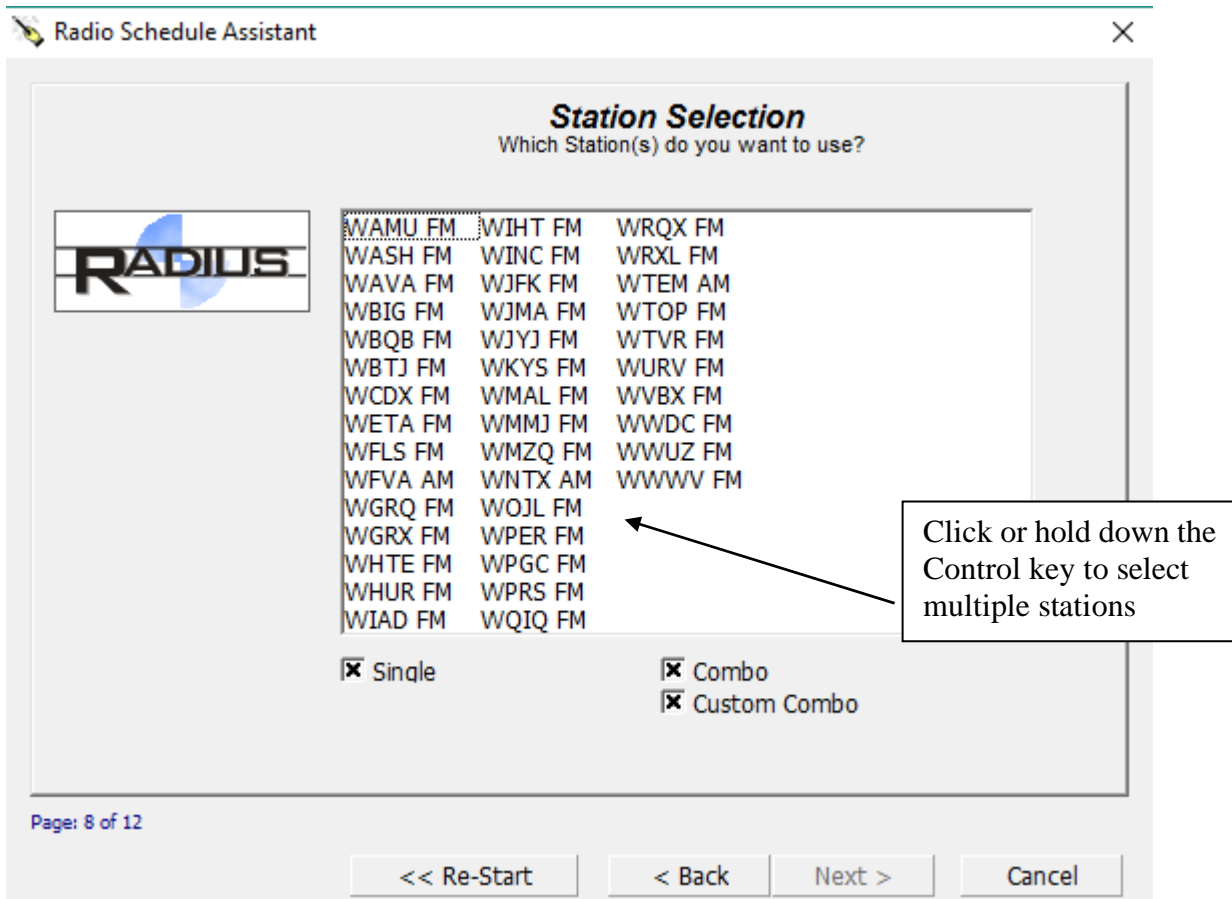 Radio Schedule Assistant
Station Selection
Which Station(s) do you want to use?
RADIUS
WAMU FM WIHT FM WRQX FM
WASH FM WINC FM WRXL FM
WAVA FM WJFK FM WTEM AM
WBIG FM WJMA FM WTOP FM
WBQB FM WJYJ FM WTVR FM
WBTJ FM WKYS FM WURV FM
WCDX FM WMAL FM WVBX FM
WETA FM WMMJ FM WWDC FM
WFLS FM WMZQ FM WWUZ FM
WFVA AM WNTX AM WWWV FM
WGRQ FM WOJL FM
WGRX FM WPER FM
WHTE FM WPGC FM
WHUR FM WPRS FM
WIAD FM WQIQ FM
Click or hold down the
Control key to select
multiple stations
Single Combo
Custom Combo
Page: 8 of 12
<< Re-Start < Back Next > Cancel